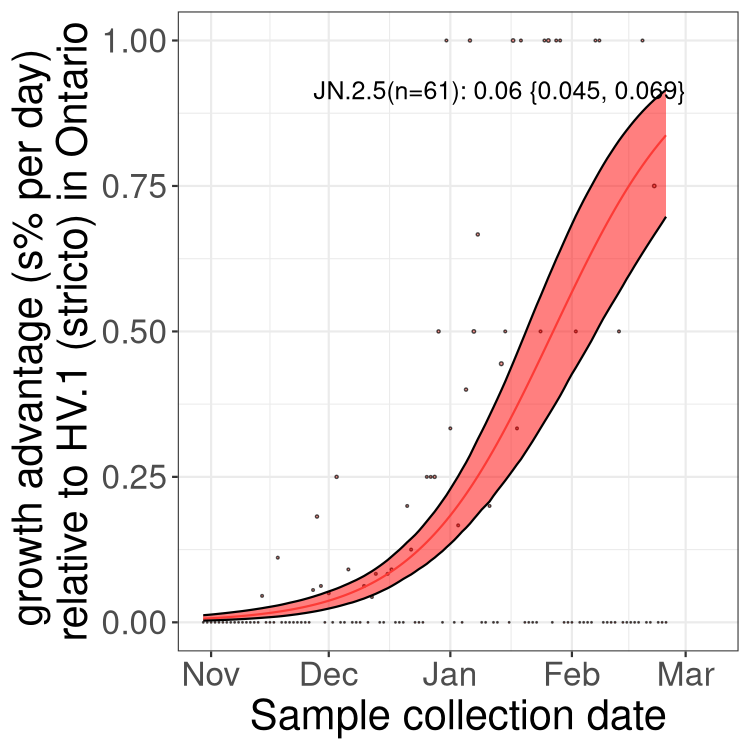 growth advantage (s% per day)
relative to HV.1 (stricto) in Ontario
1.00
JN.2.5(n=61): 0.06 {0.045, 0.069}
0.75
0.50
0.25
0.00
Nov Dec Jan Feb Mar
Sample collection date